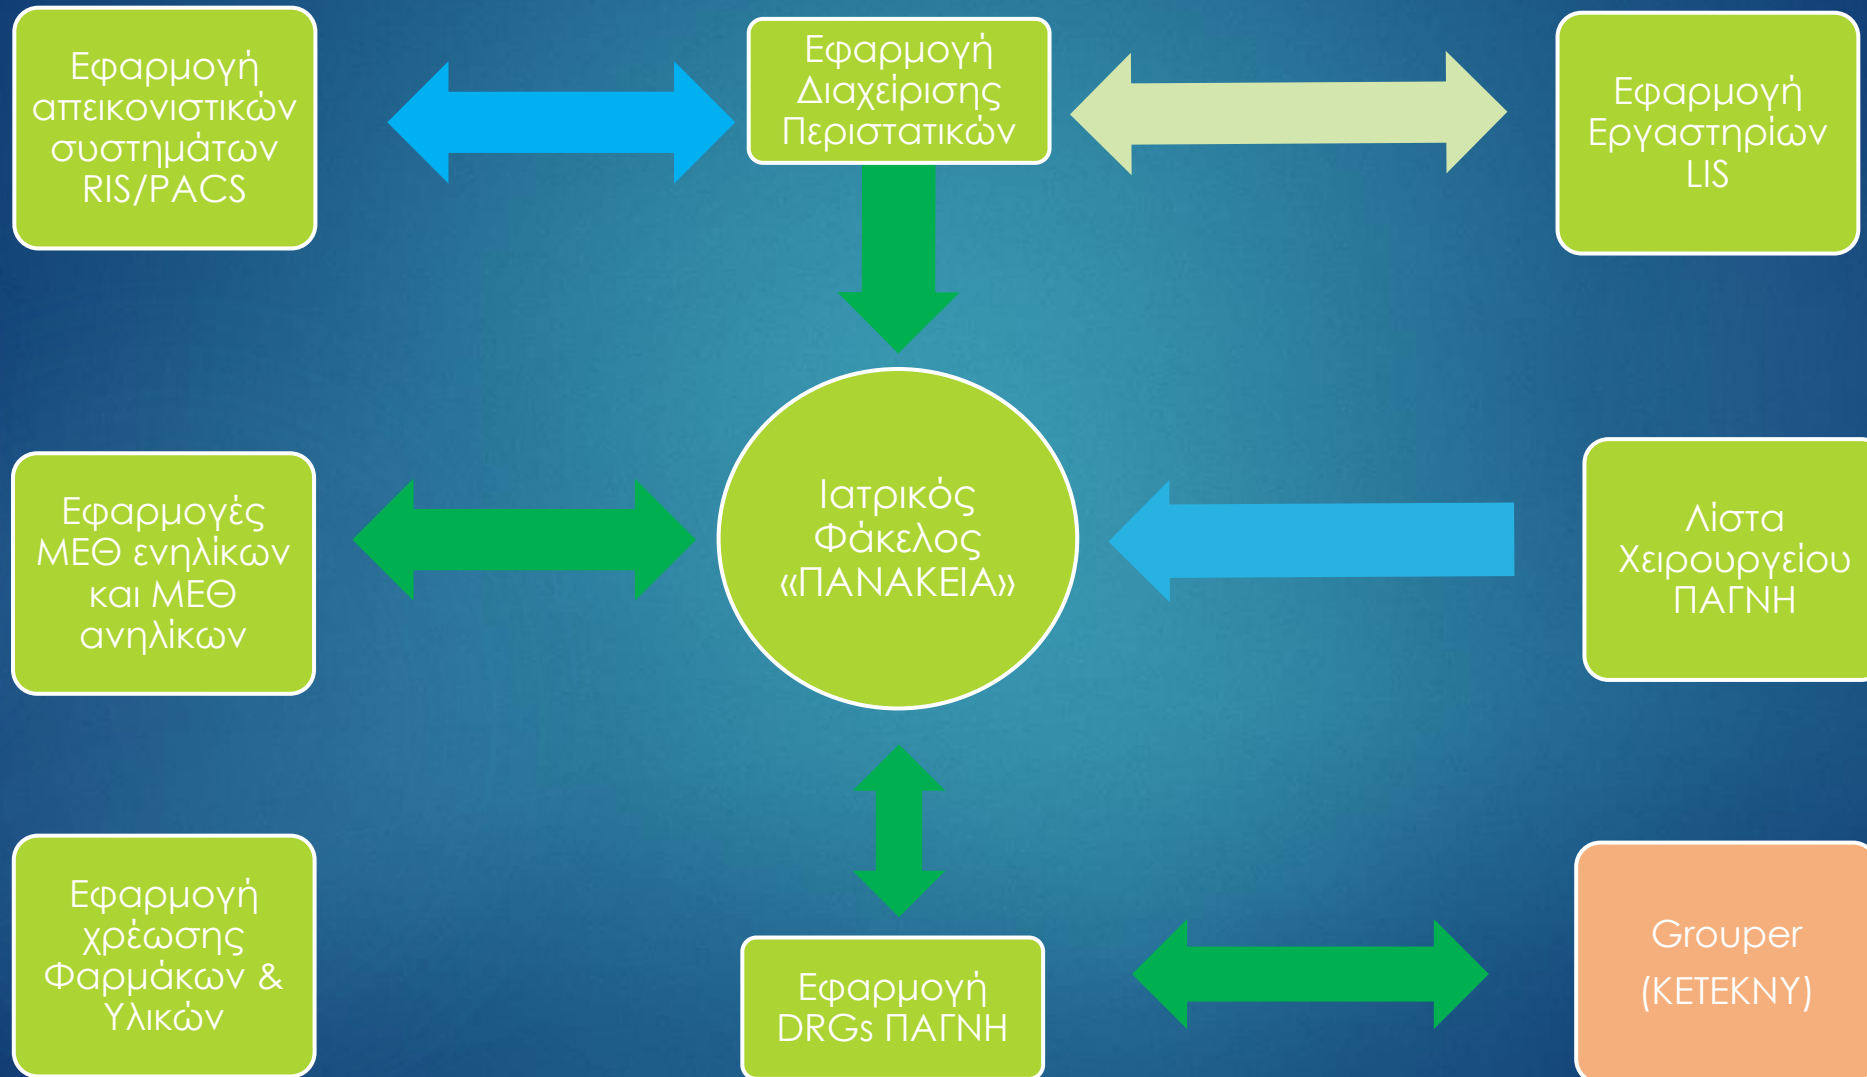 Εφαρμογή
απεικονιστικών
συστημάτων
RIS/PACS
Εφαρμογή
Διαχείρισης
Περιστατικών
Εφαρμογή
Εργαστηρίων
LIS
Εφαρμογές
ΜΕΘ ενηλίκων
και ΜΕΘ
ανηλίκων
Ιατρικός
Φάκελος
«ΠΑΝΑΚΕΙΑ»
Λίστα
Χειρουργείου
ΠΑΓΝΗ
Εφαρμογή
χρέωσης
Φαρμάκων &
Υλικών
Εφαρμογή
DRGs ΠΑΓΝΗ
Grouper
(ΚΕΤΕΚΝΥ)